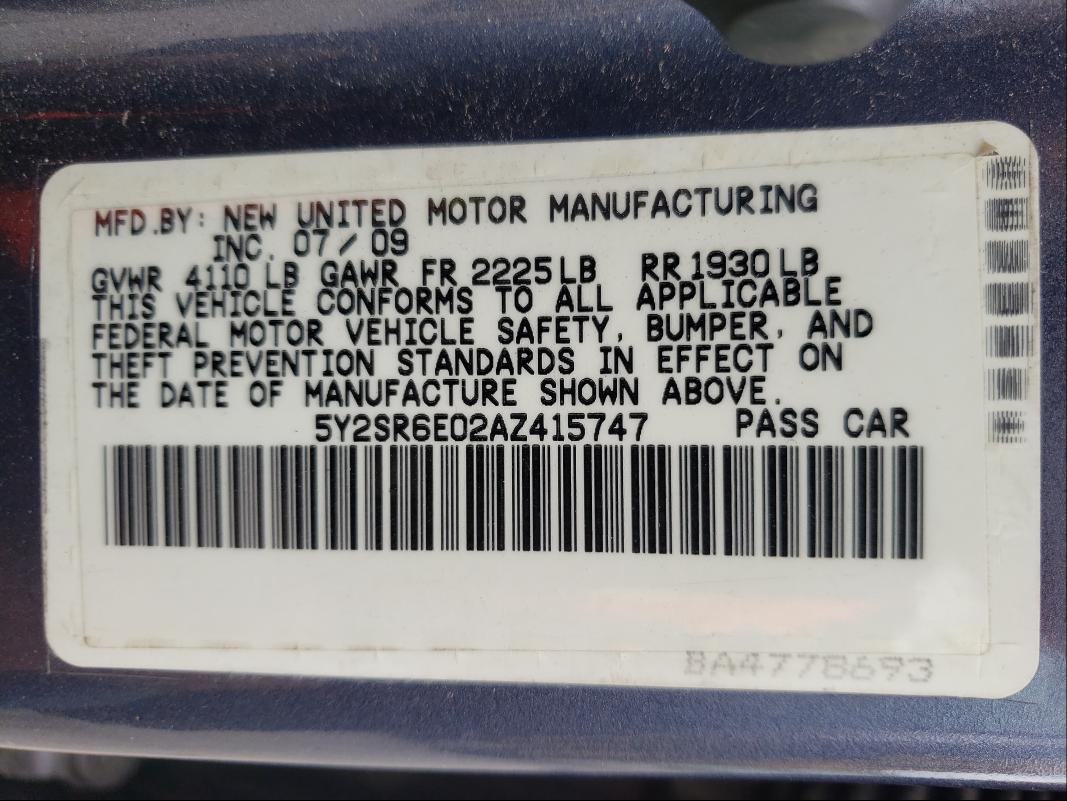 MFD.BY: NEW UNITED MOTOR MANUFACTURING
INC. 07/09
GVWR 4110 LB GAWR FR 2225 LB RR 1930 LB
THIS VEHICLE CONFORMS TO ALL APPLICABLE
FEDERAL MOTOR VEHICLE SAFETY, BUMPER, AND
THEFT PREVENTION STANDARDS IN EFFECT ON
THE DATE OF MANUFACTURE SHOWN ABOVE.
5Y2SR6E02AZ415747 PASS CAR
BA4778693